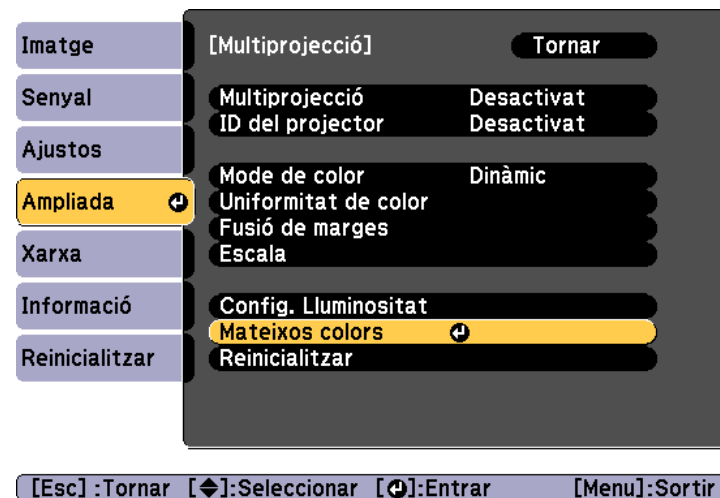 Imatge
Senyal
Ajustos
Ampliada
Xarxa
Informació
Reinicialitzar
[Multiprojecció] Tornar
Multiprojecció Desactivat
ID del projector Desactivat
Mode de color Dinàmic
Uniformitat de color
Fusió de marges
Escala
Config. Lluminositat
Mateixos colors
Reinicialitzar
[Esc] :Tornar [◆]:Seleccionar [⏎]:Entrar [Menu]:Sortir